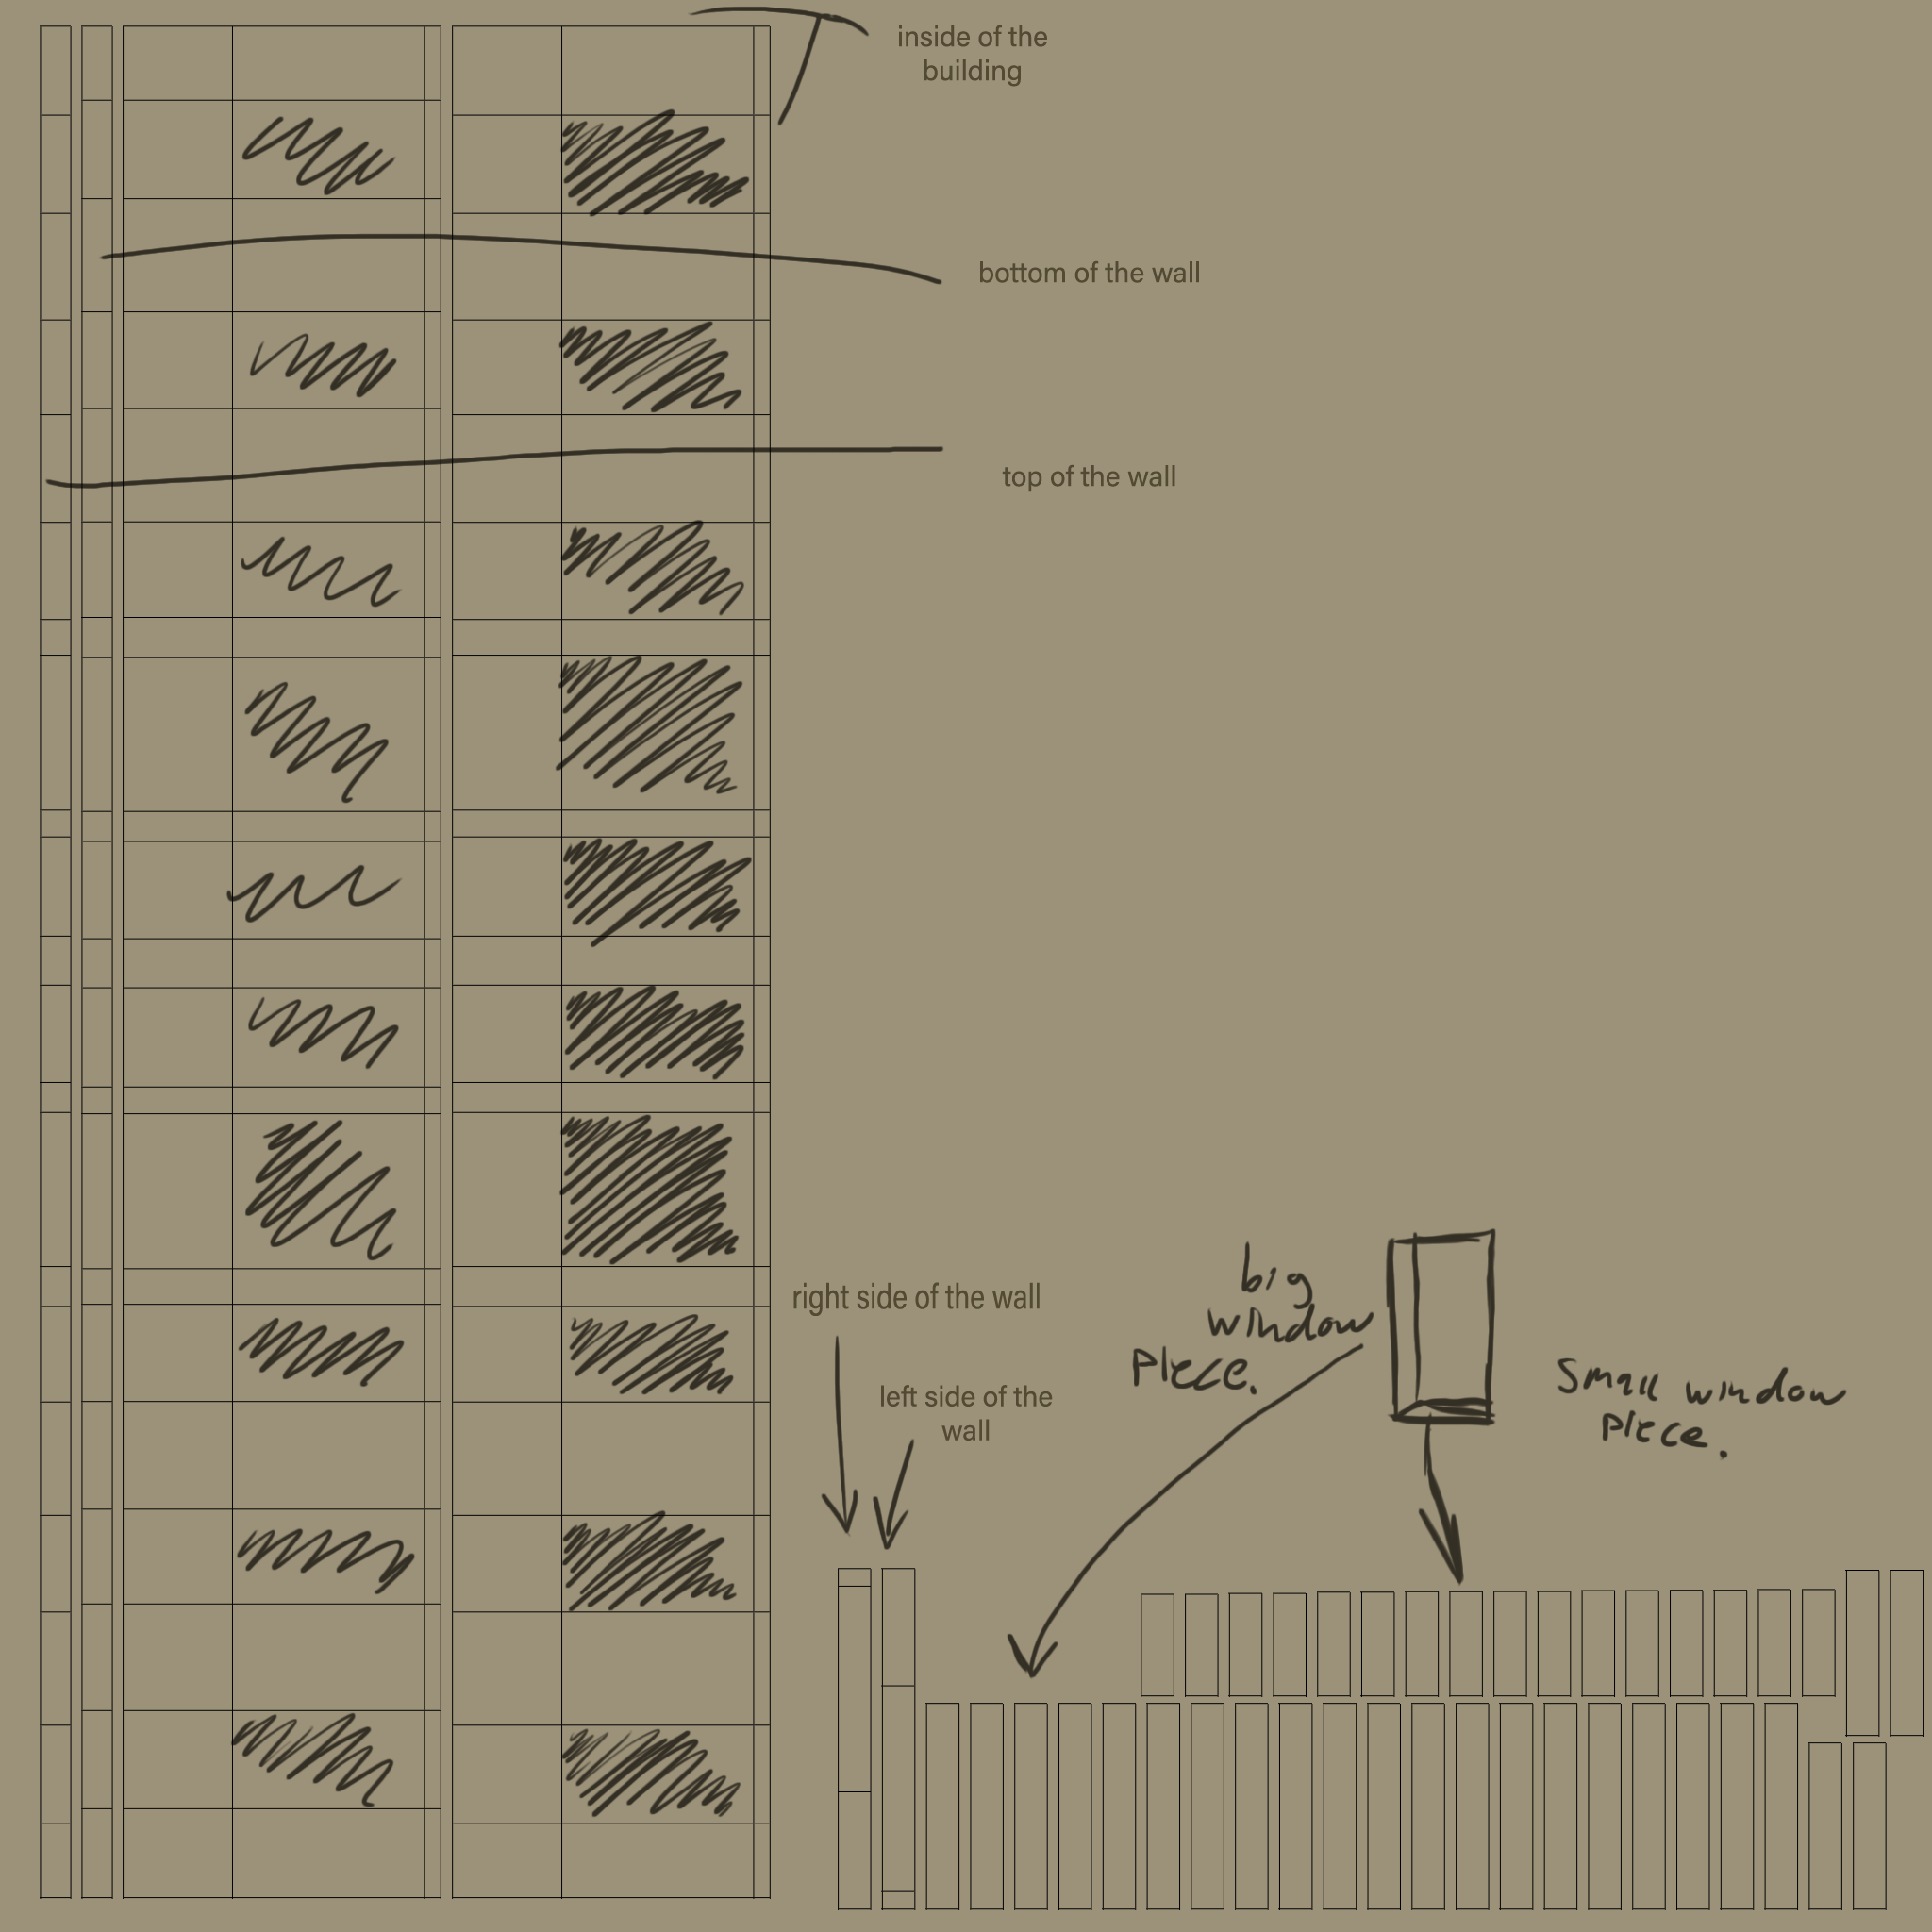 inside of the
building
bottom of the wall
top of the wall
right side of the wall
left side of the
wall
big
window
Piece.
Small window
Piece.